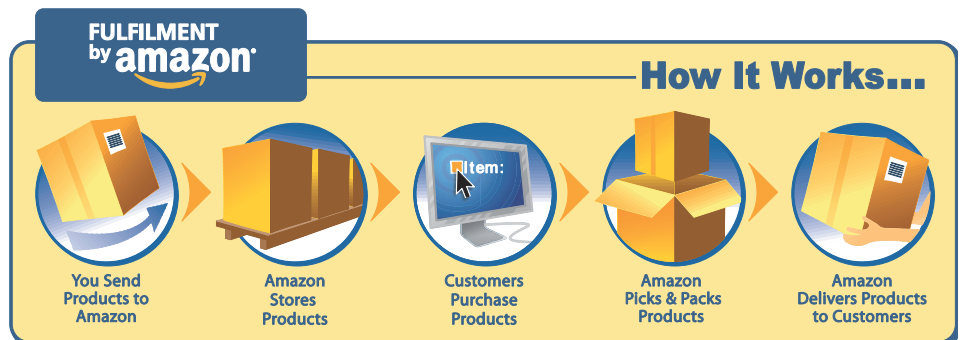 FULFILMENT
by amazon
How It Works...
Item:
You Send
Products to
Amazon
Amazon
Stores
Products
Customers
Purchase
Products
Amazon
Picks & Packs
Products
Amazon
Delivers Products
to Customers